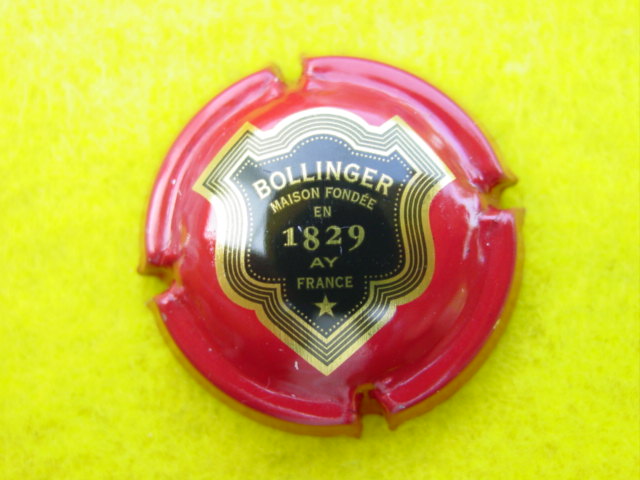 BOLLINGER
MAISON FONDÉE
EN
1829
AY
FRANCE